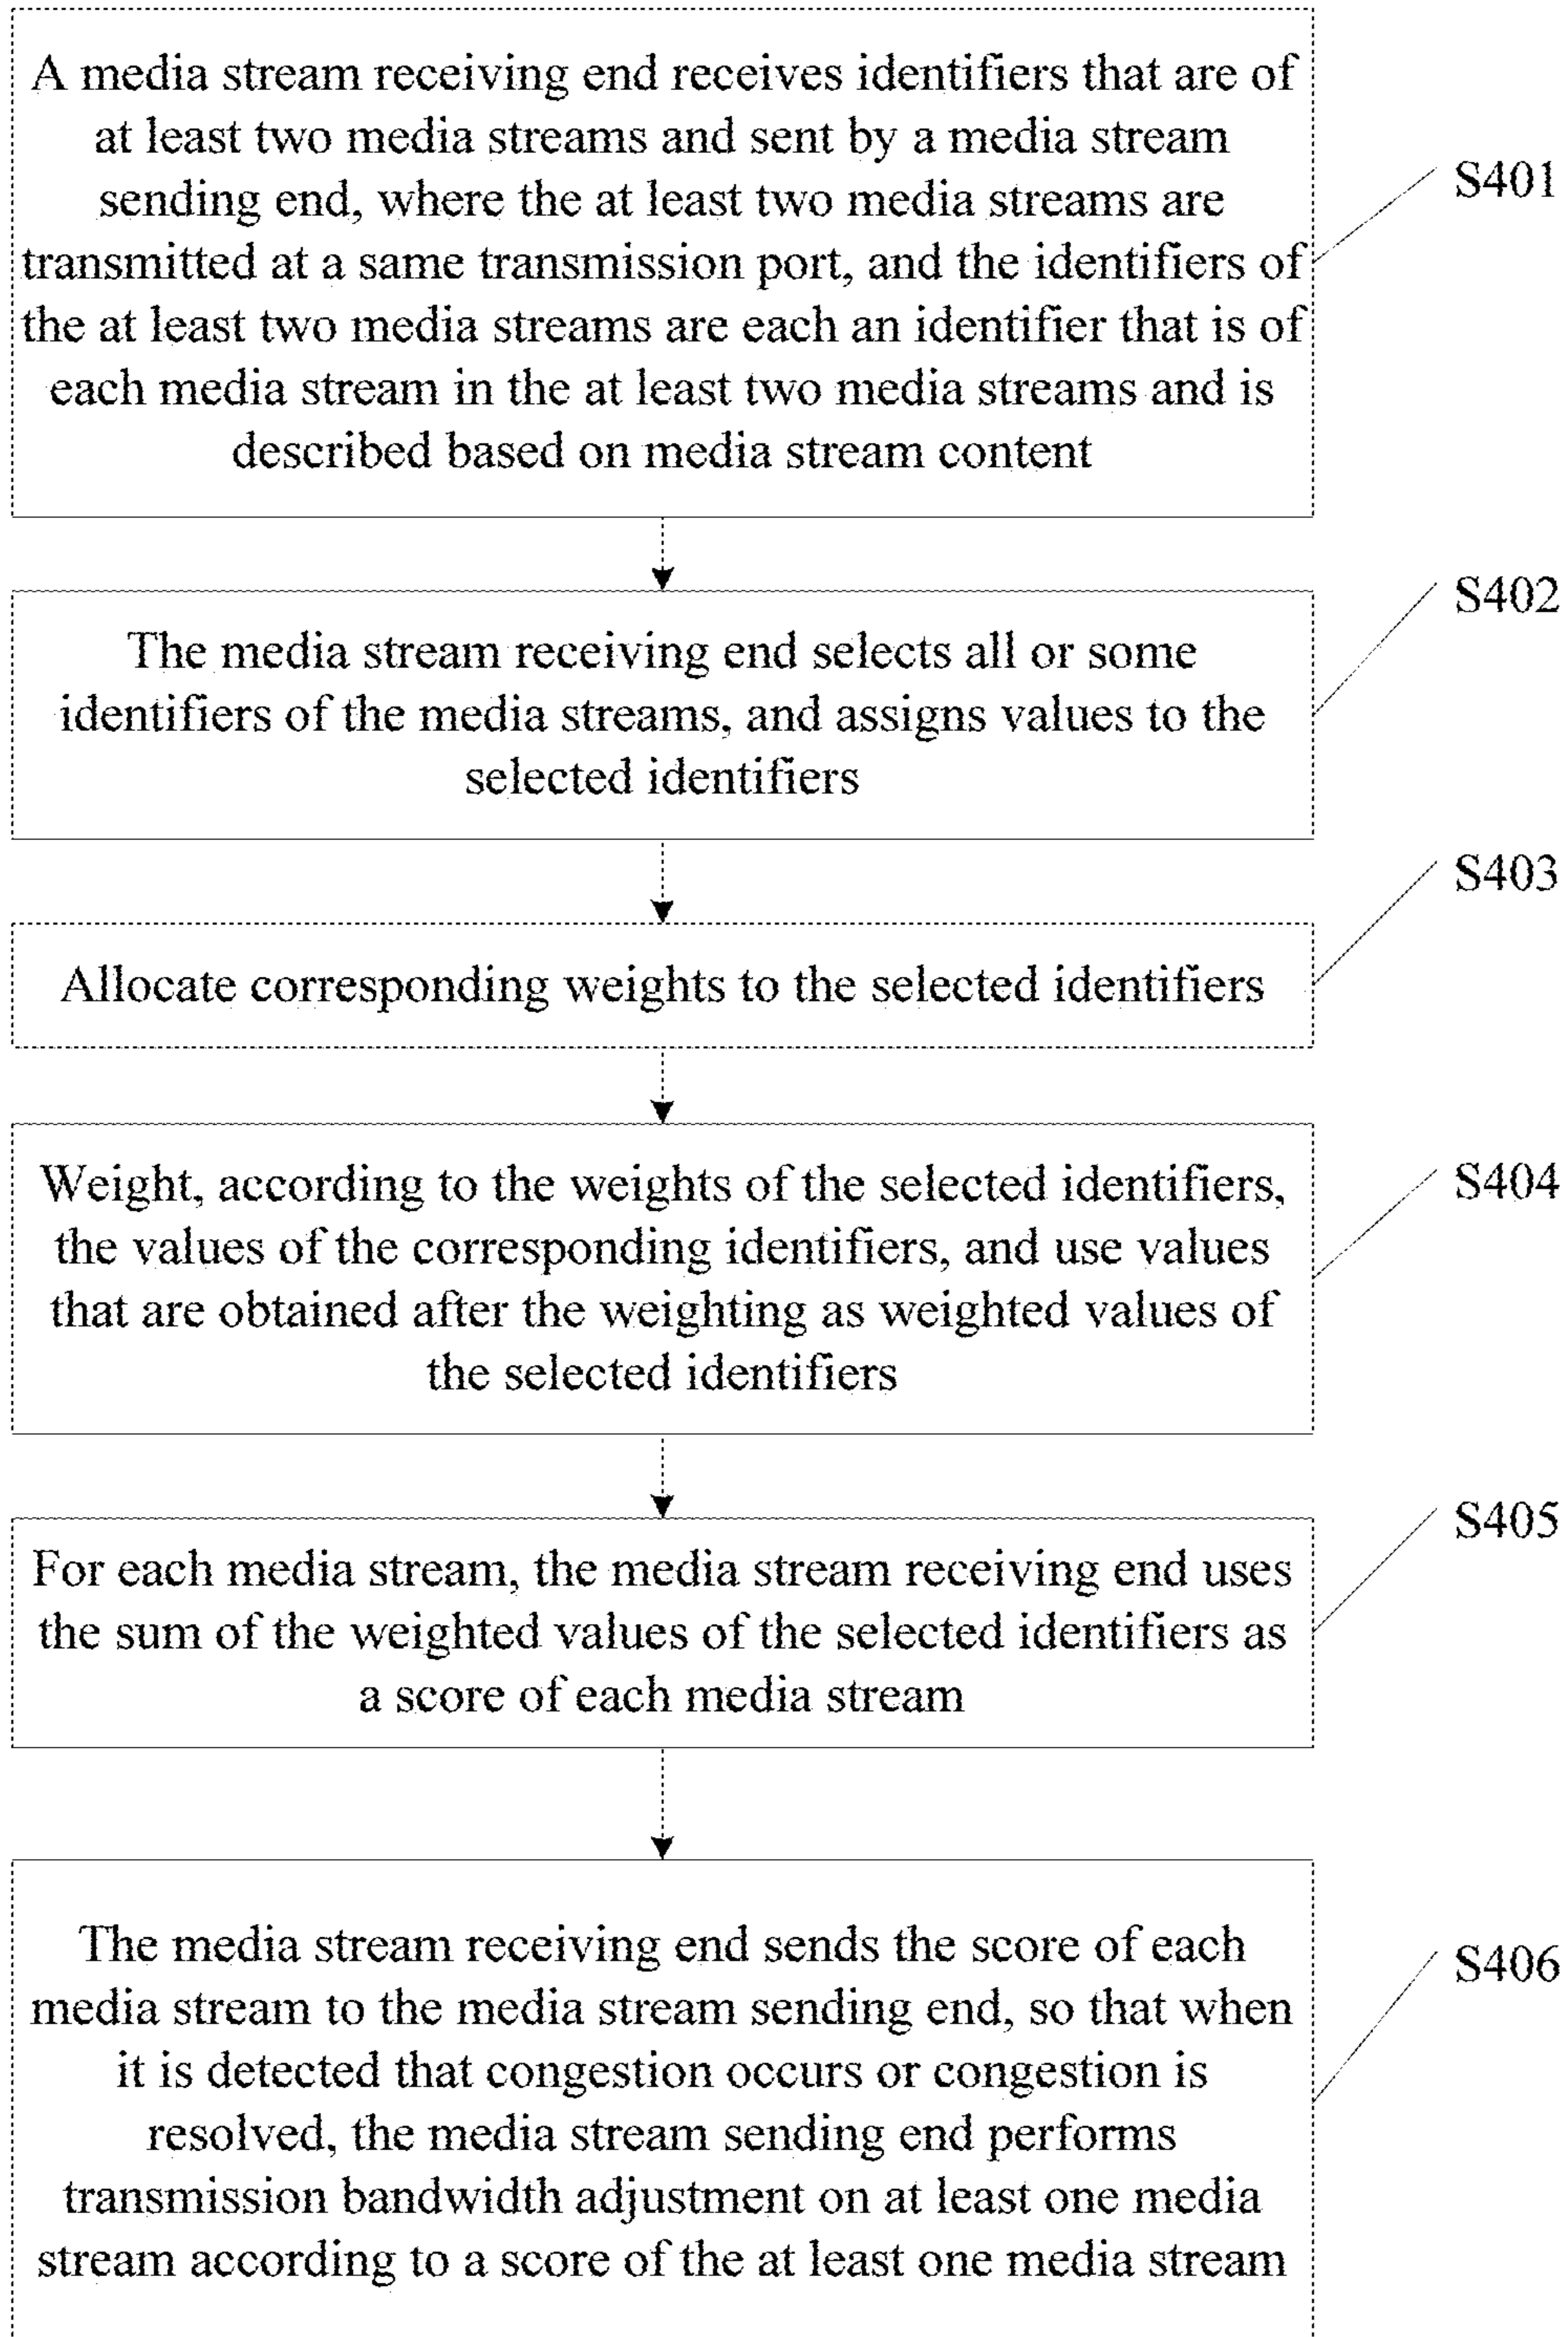 A media stream receiving end receives identifiers that are of
at least two media streams and sent by a media stream
sending end, where the at least two media streams are
transmitted at a same transmission port, and the identifiers of
the at least two media streams are each an identifier that is of
each media stream in the at least two media streams and is
described based on media stream content
S401
The media stream receiving end selects all or some
identifiers of the media streams, and assigns values to the
selected identifiers
S402
Allocate corresponding weights to the selected identifiers
S403
Weight, according to the weights of the selected identifiers,
the values of the corresponding identifiers, and use values
that are obtained after the weighting as weighted values of
the selected identifiers
S404
For each media stream, the media stream receiving end uses
the sum of the weighted values of the selected identifiers as
a score of each media stream
S405
The media stream receiving end sends the score of each
media stream to the media stream sending end, so that when
it is detected that congestion occurs or congestion is
resolved, the media stream sending end performs
transmission bandwidth adjustment on at least one media
stream according to a score of the at least one media stream
S406